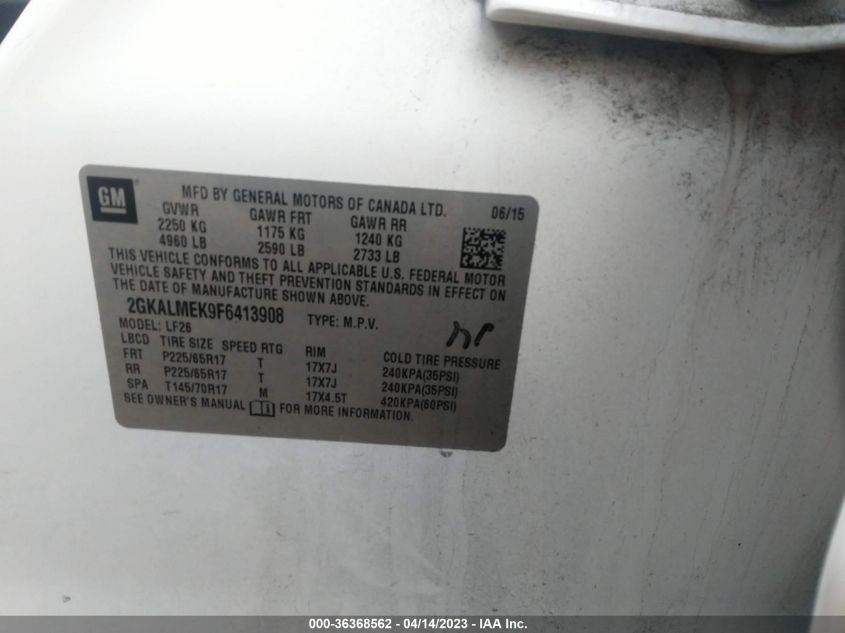 GM
MFD BY GENERAL MOTORS OF CANADA LTD. 06/15
GVWR GAWR FRT GAWR RR
2250 KG 1175 KG 1240 KG
4960 LB 2590 LB 2733 LB
THIS VEHICLE CONFORMS TO ALL APPLICABLE U.S. FEDERAL MOTOR
VEHICLE SAFETY AND THEFT PREVENTION STANDARDS IN EFFECT ON
THE DATE OF MANUFACTURE SHOWN ABOVE.
2GKALMEK9F6413908 TYPE: M.P.V.
MODEL: LF26
LBCD TIRE SIZE SPEED RTG RIM COLD TIRE PRESSURE
FRT P225/65R17 T 17X7J 240KPA(35PSI)
RR P225/65R17 T 17X7J 240KPA(35PSI)
SPA T145/70R17 M 17X4.5T 420KPA(60PSI)
SEE OWNER'S MANUAL FOR MORE INFORMATION.
000-36368562 - 04/14/2023 - IAA Inc.